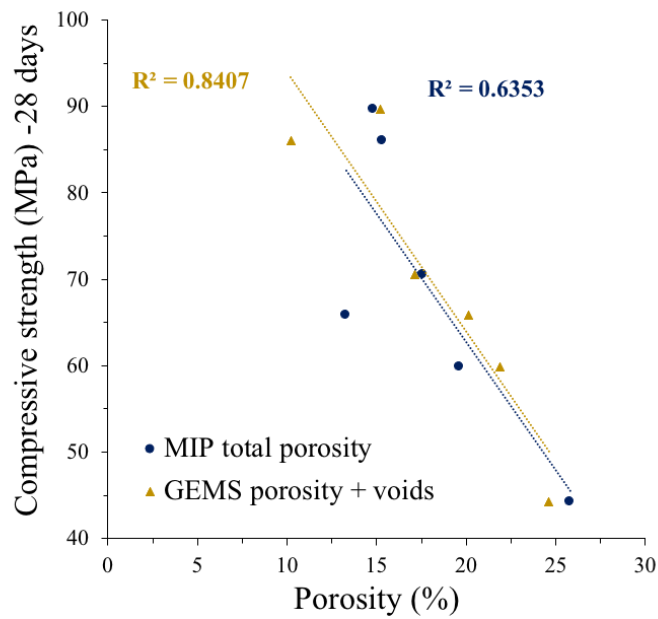 100
R² = 0.8407
R² = 0.6353
90
80
70
60
50
40
Compressive strength (MPa) -28 days
MIP total porosity
GEMS porosity + voids
0
5
10
15
20
25
30
Porosity (%)